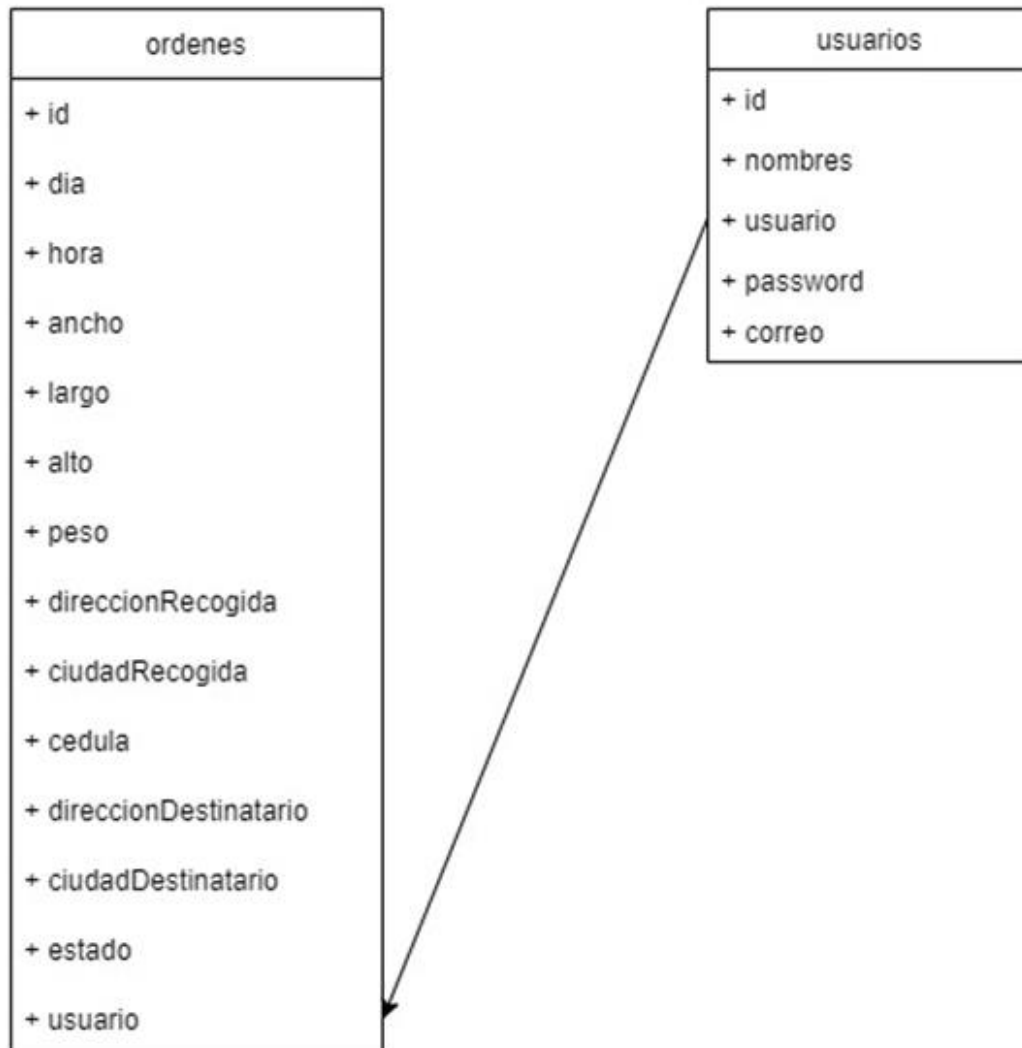 ordenes
+ id
+ dia
+ hora
+ ancho
+ largo
+ alto
+ peso
+ direccionRecogida
+ ciudadRecogida
+ cedula
+ direccionDestinatario
+ ciudadDestinatario
+ estado
+ usuario
usuarios
+ id
+ nombres
+ usuario
+ password
+ correo